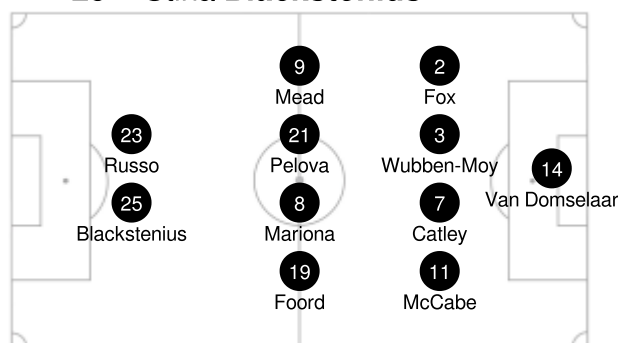 9
Mead
2
Fox
23
Russo
21
Pelova
3
Wubben-Moy
14
Van Domselaar
25
Blackstenius
8
Mariona
7
Catley
19
Foord
11
McCabe